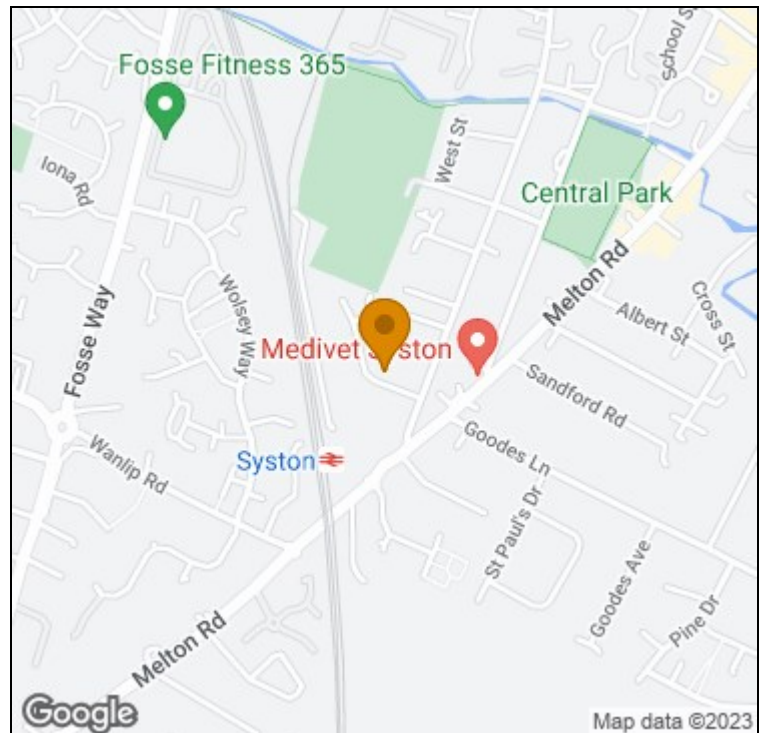 Fosse Fitness 365
School S
Iona Rd
West St
Central Park
Wolsey Way
Fosse Way
Melton Rd
Cross St
Albert St
Medivet Syston
Sandford Rd
Goodes Ln
Wanlip Rd
Syston
St Paul's Dr
Goodes Ave
Pine Dr
Melton Rd
Google
Map data ©2023